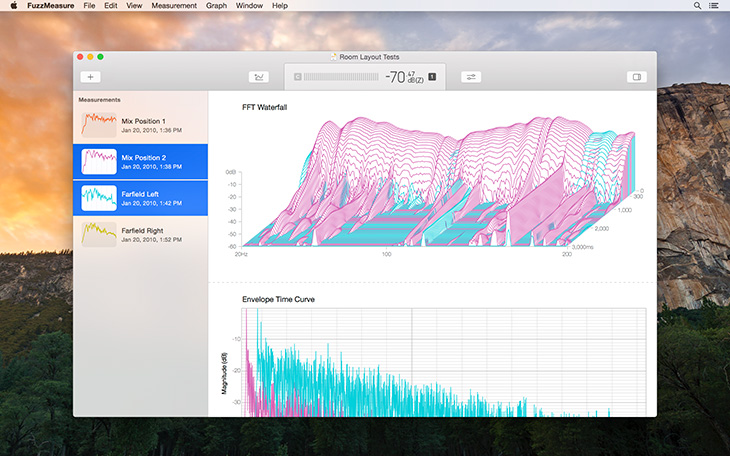 FuzzMeasure File Edit View Measurement Graph Window Help
Room Layout Tests
-70.47 dB(Z) 1
Measurements
Mix Position 1
Jan 20, 2010, 1:36 PM
Mix Position 2
Jan 20, 2010, 1:38 PM
Farfield Left
Jan 20, 2010, 1:42 PM
Farfield Right
Jan 20, 2010, 1:52 PM
FFT Waterfall
0dB
-10
-20
-30
-40
-50
-60
20Hz
100
200
0
300
1,000
2,000
3,000ms
Envelope Time Curve
Magnitude (dB)
-10
-20
-30